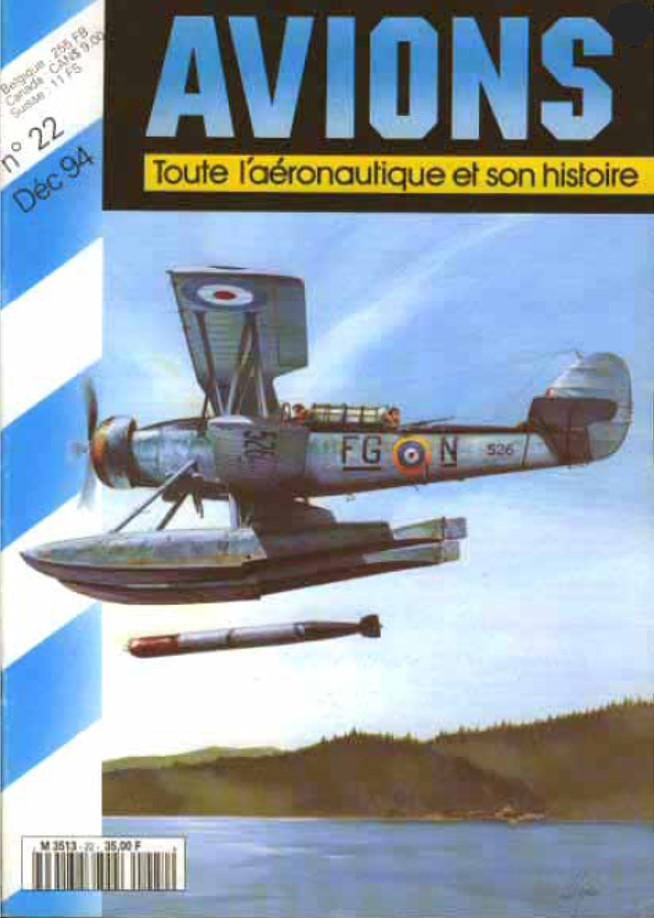 Belgique : 255 FB
Canada : CAN$ 9.00
Suisse : 11 FS
n° 22
Déc 94
AVIONS
Toute l'aéronautique et son histoire
925
FG N 526
M 3513 - 22 - 35,00 F